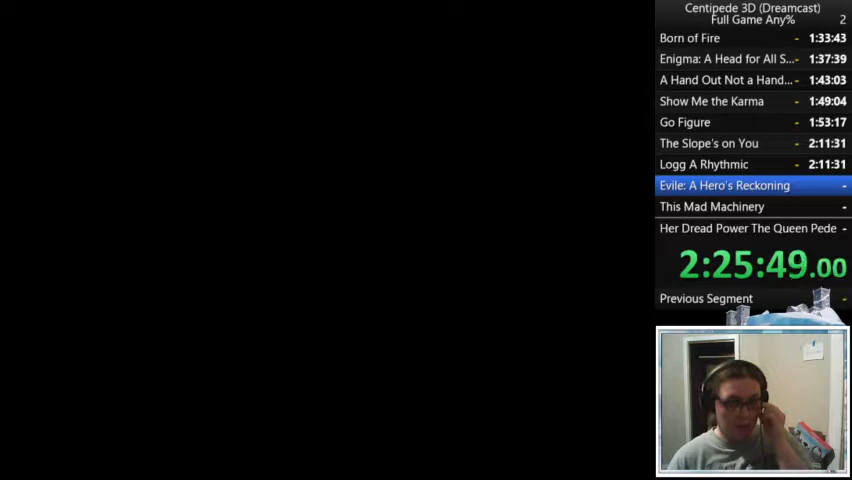 Centipede 3D (Dreamcast)
Full Game Any% 2
Born of Fire - 1:33:43
Enigma: A Head for All S... - 1:37:39
A Hand Out Not a Hand... - 1:43:03
Show Me the Karma - 1:49:04
Go Figure - 1:53:17
The Slope's on You - 2:11:31
Logg A Rhythmic - 2:11:31
Evile: A Hero's Reckoning -
This Mad Machinery -
Her Dread Power The Queen Pede -
2:25:49.00
Previous Segment -